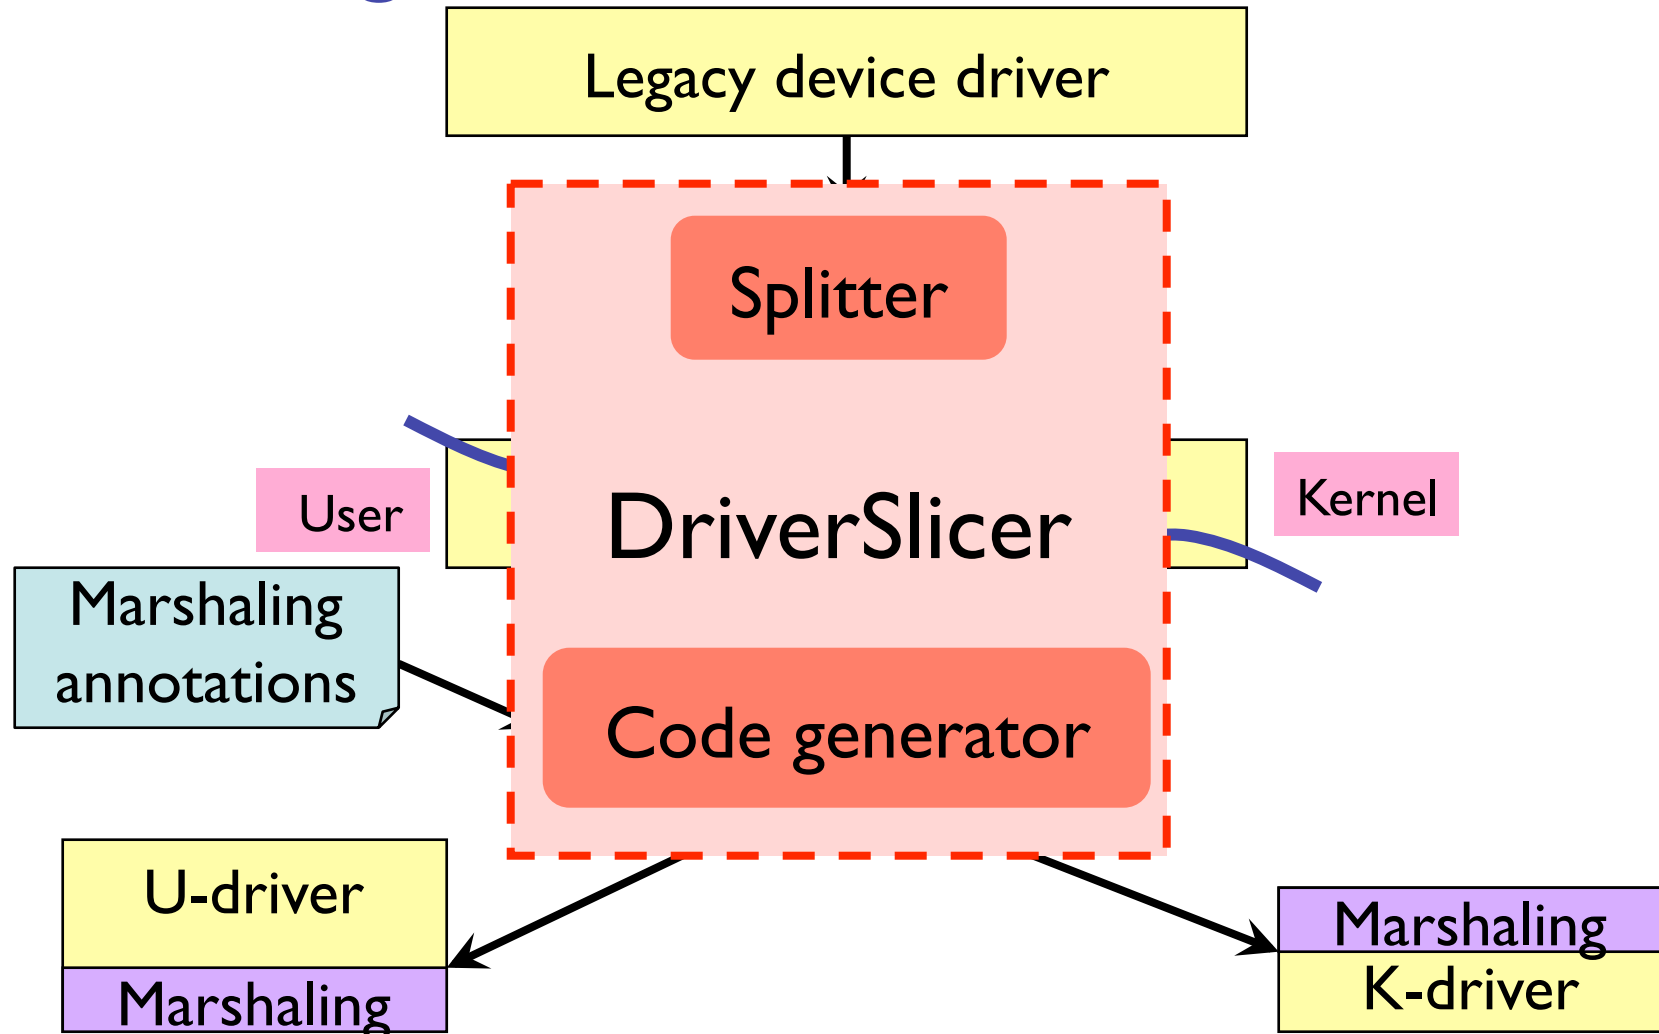 Legacy device driver
Splitter
User
DriverSlicer
Kernel
Marshaling
annotations
Code generator
U-driver
Marshaling
Marshaling
K-driver